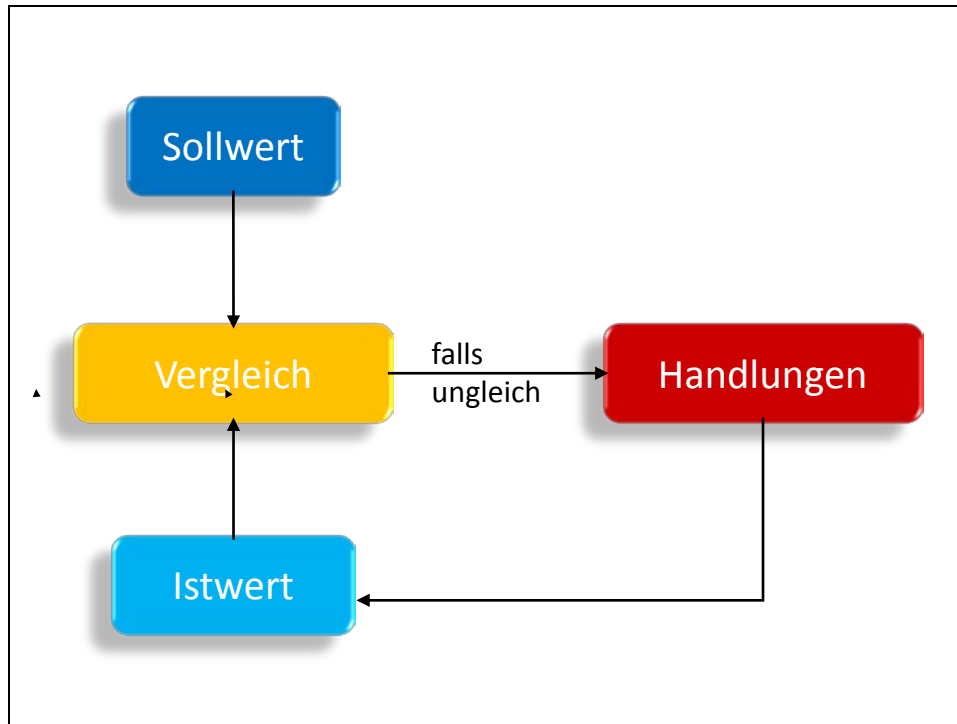 Sollwert
Vergleich
falls
ungleich
Handlungen
Istwert